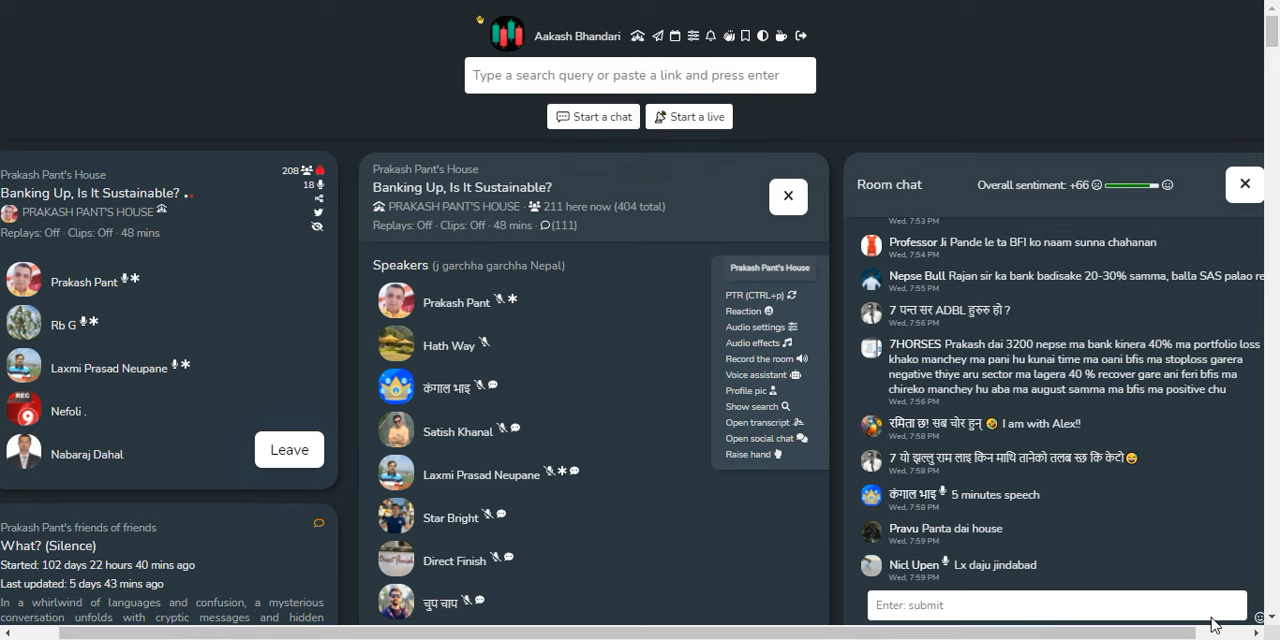 Aakash Bhandari
Type a search query or paste a link and press enter
Start a chat
Start a live
Prakash Pant's House
Banking Up, Is It Sustainable? ..
PRAKASH PANT'S HOUSE
Replays: Off · Clips: Off · 48 mins
208
18
Prakash Pant
Rb G
Laxmi Prasad Neupane
REC
Nefoli .
Nabaraj Dahal
Leave
Prakash Pant's friends of friends
What? (Silence)
Started: 102 days 22 hours 40 mins ago
Last updated: 5 days 43 mins ago
In a whirlwind of languages and confusion, a mysterious
conversation unfolds with cryptic messages and hidden
Prakash Pant's House
Banking Up, Is It Sustainable?
PRAKASH PANT'S HOUSE · 211 here now (404 total)
Replays: Off · Clips: Off · 48 mins · (111)
Speakers (j garchha garchha Nepal)
Prakash Pant
Hath Way
कंगाल भाइ
Satish Khanal
Laxmi Prasad Neupane
Star Bright
Direct Finish
चुप चाप
Prakash Pant's House
PTR (CTRL+p)
Reaction
Audio settings
Audio effects
Record the room
Voice assistant
Profile pic
Show search
Open transcript
Open social chat
Raise hand
Room chat
Overall sentiment: +66
Wed, 7:53 PM
Professor Ji Pande le ta BFI ko naam sunna chahanan
Wed, 7:54 PM
Nepse Bull Rajan sir ka bank badisake 20-30% samma, balla SAS palao re
Wed, 7:55 PM
7 पन्त सर ADBL हुरुरु हो ?
Wed, 7:56 PM
7HORSES Prakash dai 3200 nepse ma bank kinera 40% ma portfolio loss
khako manchey ma pani hu kunai time ma oani bfis ma stoploss garera
negative thiye aru sector ma lagera 40 % recover gare ani feri bfis ma
chireko manchey hu aba ma august samma ma bfis ma positive chu
Wed, 7:56 PM
रमिता छ! सब चोर हुन् 🤣 I am with Alex!!
Wed, 7:58 PM
7 यो झल्लु राम लाइ किन माथि तानेको तलब स्छ कि केटो😅
Wed, 7:58 PM
कंगाल भाइ 5 minutes speech
Wed, 7:58 PM
Pravu Panta dai house
Wed, 7:59 PM
Nicl Upen Lx daju jindabad
Wed, 7:59 PM
Enter: submit